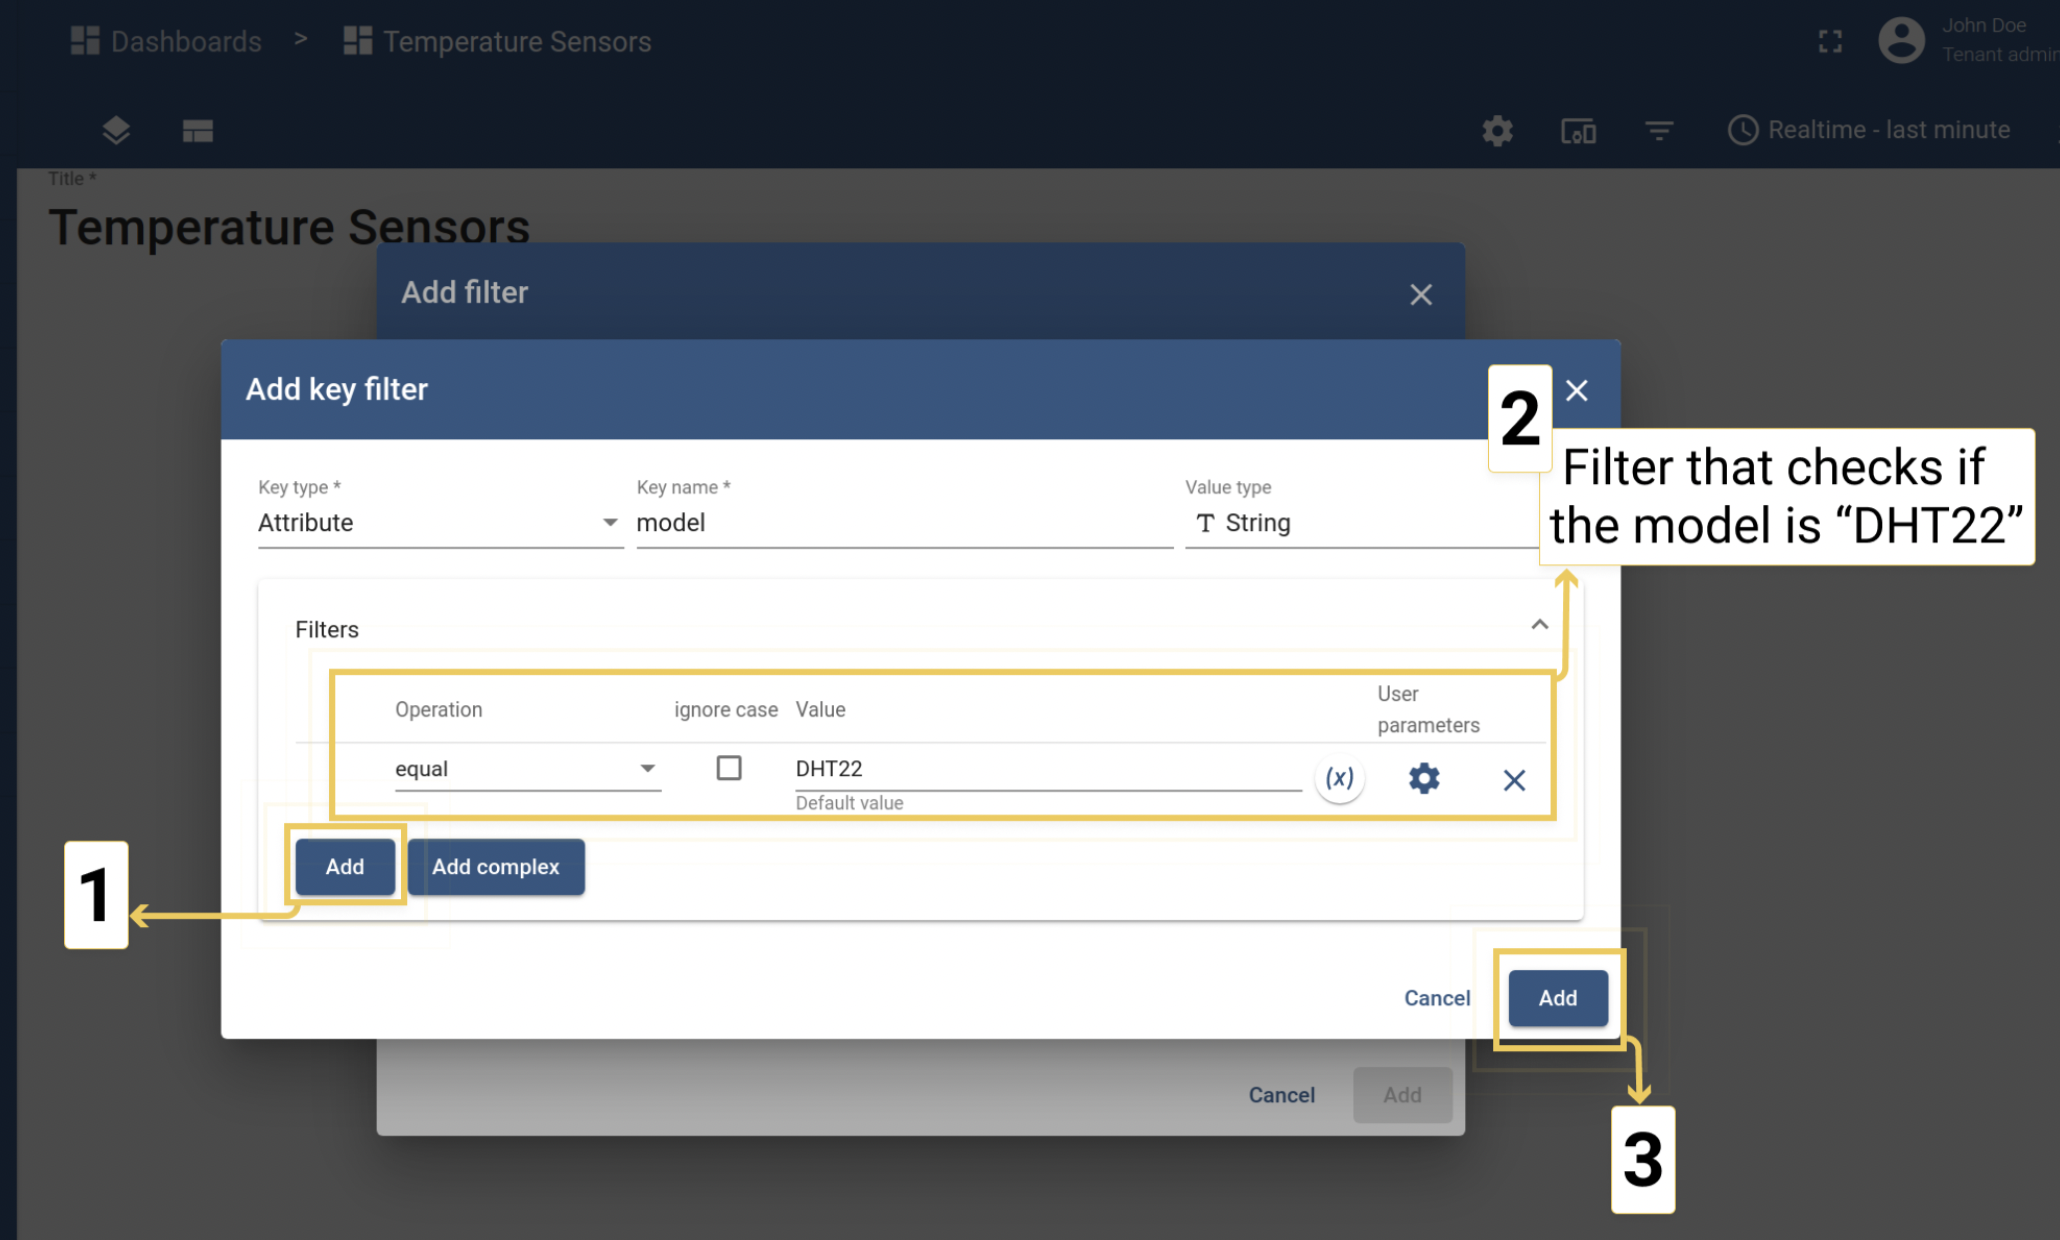 Dashboards > Temperature Sensors
John Doe
Tenant admin
Realtime - last minute
Title *
Temperature Sensors
Add filter
Add key filter
2
Filter that checks if
the model is “DHT22”
Key type *
Key name *
Value type
Attribute
model
String
Filters
Operation
ignore case
Value
User
parameters
equal
DHT22
(x)
Default value
Add
Add complex
1
Cancel
Add
Cancel
Add
3